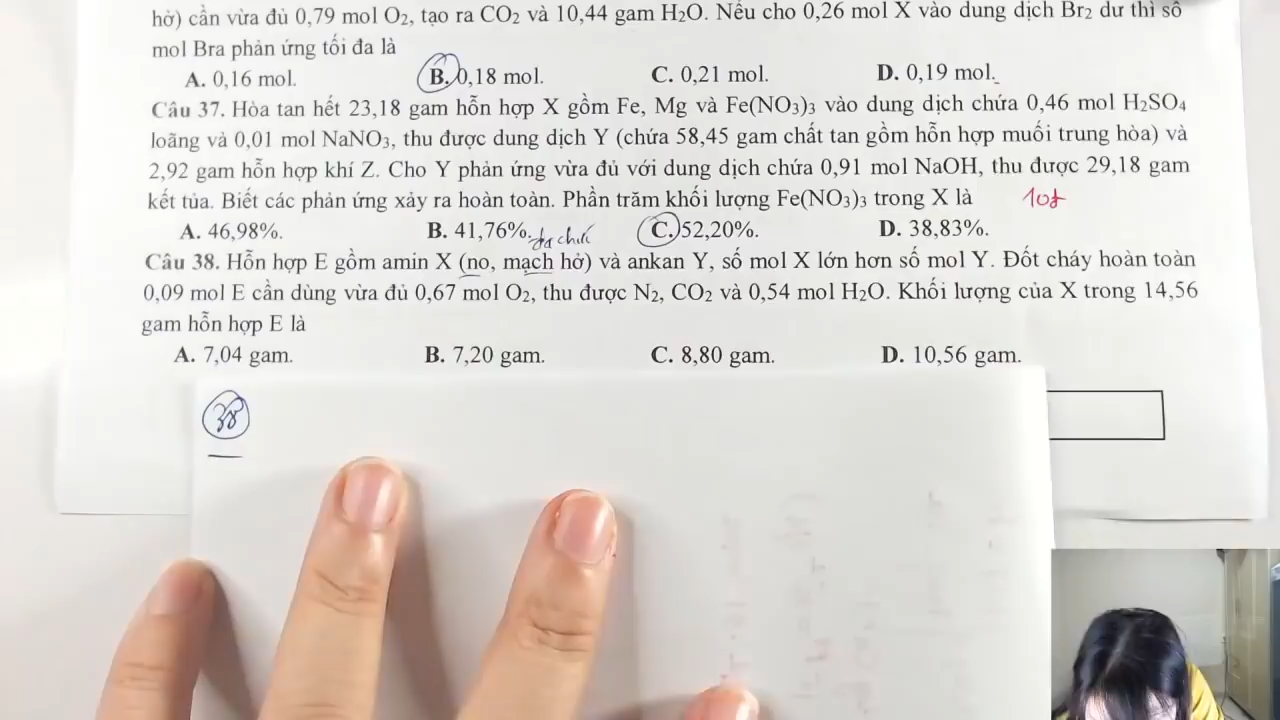 hở) cần vừa đủ 0,79 mol O₂, tạo ra CO₂ và 10,44 gam H₂O. Nếu cho 0,26 mol X vào dung dịch Br₂ dư thì số
mol Bra phản ứng tối đa là
A. 0,16 mol. B. 0,18 mol. C. 0,21 mol. D. 0,19 mol.
Câu 37. Hòa tan hết 23,18 gam hỗn hợp X gồm Fe, Mg và Fe(NO₃)₃ vào dung dịch chứa 0,46 mol H₂SO₄
loãng và 0,01 mol NaNO₃, thu được dung dịch Y (chứa 58,45 gam chất tan gồm hỗn hợp muối trung hòa) và
2,92 gam hỗn hợp khí Z. Cho Y phản ứng vừa đủ với dung dịch chứa 0,91 mol NaOH, thu được 29,18 gam
kết tủa. Biết các phản ứng xảy ra hoàn toàn. Phần trăm khối lượng Fe(NO₃)₃ trong X là
A. 46,98%. B. 41,76%. C. 52,20%. D. 38,83%.
đa chức
Câu 38. Hỗn hợp E gồm amin X (no, mạch hở) và ankan Y, số mol X lớn hơn số mol Y. Đốt cháy hoàn toàn
0,09 mol E cần dùng vừa đủ 0,67 mol O₂, thu được N₂, CO₂ và 0,54 mol H₂O. Khối lượng của X trong 14,56
gam hỗn hợp E là
A. 7,04 gam. B. 7,20 gam. C. 8,80 gam. D. 10,56 gam.
38